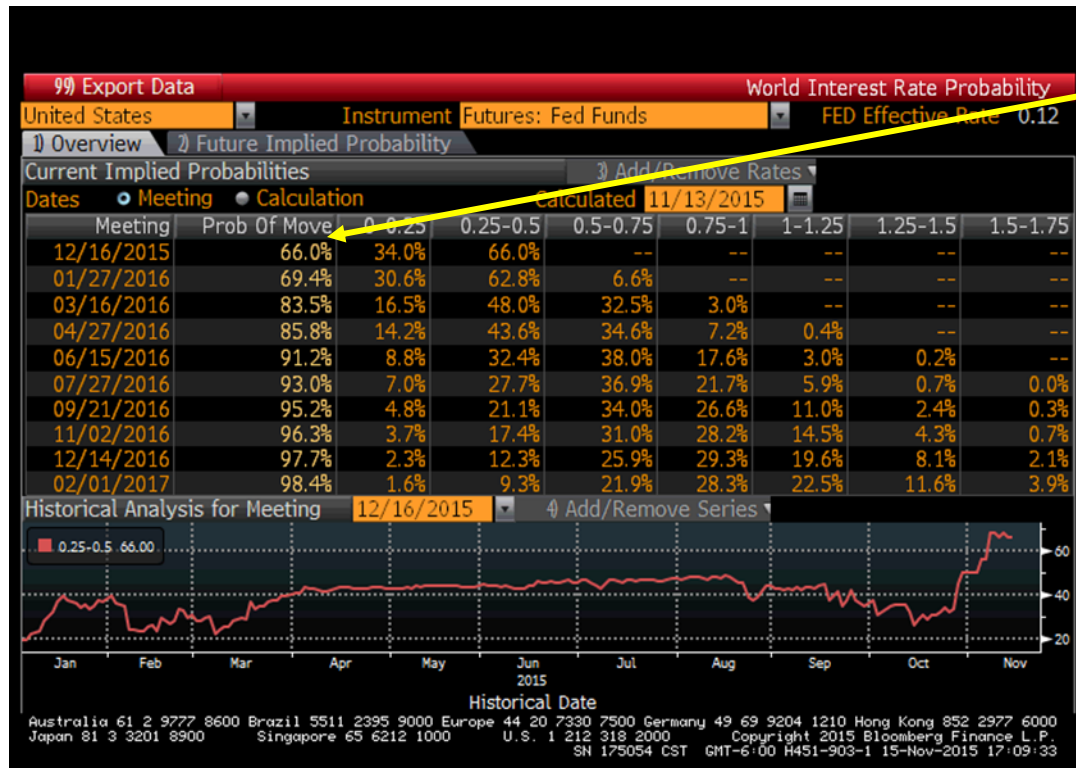 99) Export Data World Interest Rate Probability
United States Instrument Futures: Fed Funds FED Effective Rate 0.12
1) Overview 2) Future Implied Probability
Current Implied Probabilities 3) Add/Remove Rates
Dates Meeting Calculation Calculated 11/13/2015
Meeting Prob Of Move 0-0.25 0.25-0.5 0.5-0.75 0.75-1 1-1.25 1.25-1.5 1.5-1.75
12/16/2015 66.0% 34.0% 66.0% -- -- -- -- --
01/27/2016 69.4% 30.6% 62.8% 6.6% -- -- -- --
03/16/2016 83.5% 16.5% 48.0% 32.5% 3.0% -- -- --
04/27/2016 85.8% 14.2% 43.6% 34.6% 7.2% 0.4% -- --
06/15/2016 91.2% 8.8% 32.4% 38.0% 17.6% 3.0% 0.2% --
07/27/2016 93.0% 7.0% 27.7% 36.9% 21.7% 5.9% 0.7% 0.0%
09/21/2016 95.2% 4.8% 21.1% 34.0% 26.6% 11.0% 2.4% 0.3%
11/02/2016 96.3% 3.7% 17.4% 31.0% 28.2% 14.5% 4.3% 0.7%
12/14/2016 97.7% 2.3% 12.3% 25.9% 29.3% 19.6% 8.1% 2.1%
02/01/2017 98.4% 1.6% 9.3% 21.9% 28.3% 22.5% 11.6% 3.9%
Historical Analysis for Meeting 12/16/2015 4) Add/Remove Series
0.25-0.5 66.00
60
40
20
Jan Feb Mar Apr May Jun Jul Aug Sep Oct Nov
2015
Historical Date
Australia 61 2 9777 8600 Brazil 5511 2395 9000 Europe 44 20 7330 7500 Germany 49 69 9204 1210 Hong Kong 852 2977 6000
Japan 81 3 3201 8900 Singapore 65 6212 1000 U.S. 1 212 318 2000 Copyright 2015 Bloomberg Finance L.P.
SN 175054 CST GMT-6:00 H451-903-1 15-Nov-2015 17:09:33